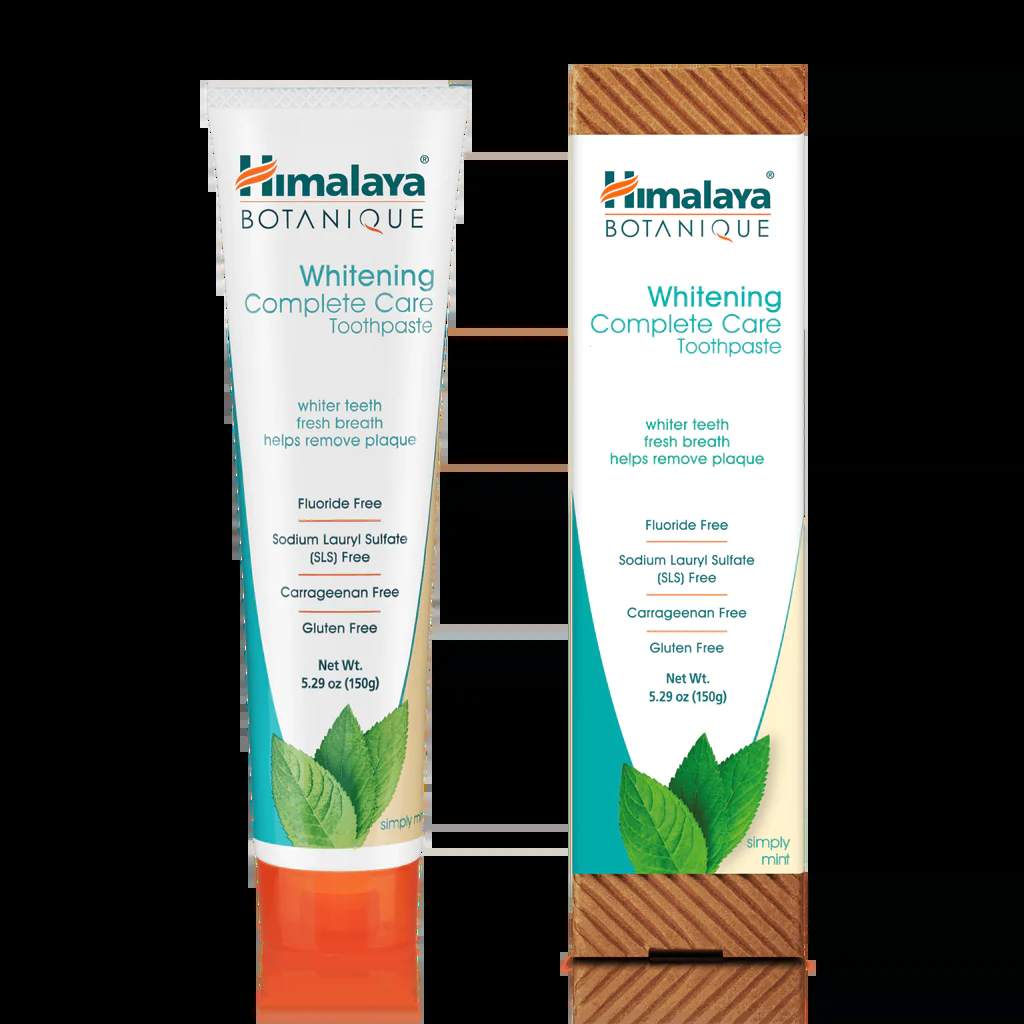 Himalaya®
BOTANIQUE
Whitening
Complete Care
Toothpaste
whiter teeth
fresh breath
helps remove plaque
Fluoride Free
Sodium Lauryl Sulfate
(SLS) Free
Carrageenan Free
Gluten Free
Net Wt.
5.29 oz (150g)
simply mint
Himalaya®
BOTANIQUE
Whitening
Complete Care
Toothpaste
whiter teeth
fresh breath
helps remove plaque
Fluoride Free
Sodium Lauryl Sulfate
(SLS) Free
Carrageenan Free
Gluten Free
Net Wt.
5.29 oz (150g)
simply
mint